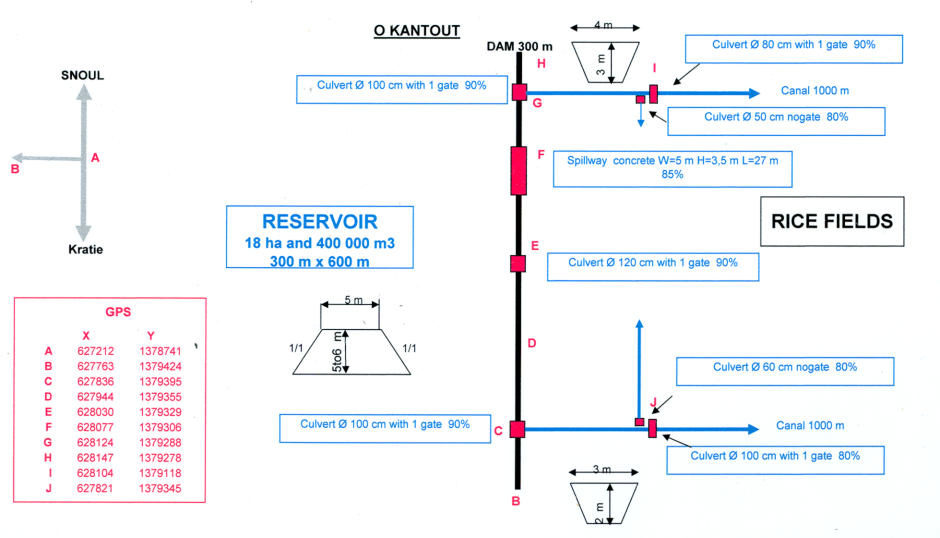 O KANTOUT
DAM 300 m
4 m
3 m
H
I
Culvert Ø 80 cm with 1 gate 90%
SNOUL
Culvert Ø 100 cm with 1 gate 90%
G
Canal 1000 m
Culvert Ø 50 cm nogate 80%
A
B
F
Spillway concrete W=5 m H=3,5 m L=27 m
85%
RESERVOIR
18 ha and 400 000 m3
300 m x 600 m
RICE FIELDS
Kratie
E
Culvert Ø 120 cm with 1 gate 90%
5 m
1/1
5to6 m
1/1
D
GPS
X Y
A 627212 1378741
B 627763 1379424
C 627836 1379395
D 627944 1379355
E 628030 1379329
F 628077 1379306
G 628124 1379288
H 628147 1379278
I 628104 1379118
J 627821 1379345
Culvert Ø 60 cm nogate 80%
J
Culvert Ø 100 cm with 1 gate 90%
C
Canal 1000 m
Culvert Ø 100 cm with 1 gate 80%
3 m
2 m
B